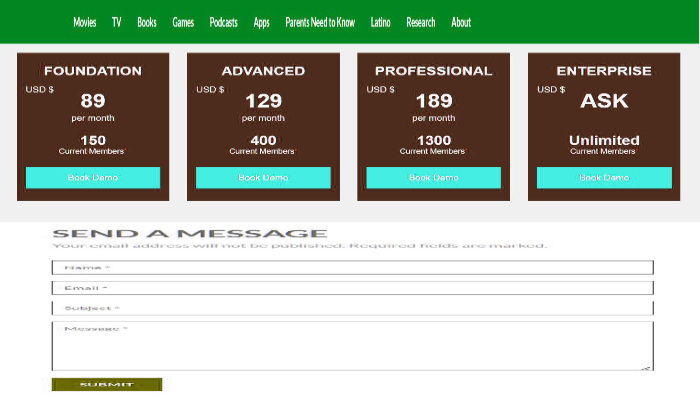 Movies TV Books Games Podcasts Apps Parents Need to Know Latino Research About
FOUNDATION
USD $
89
per month
150
Current Members
Book Demo
ADVANCED
USD $
129
per month
400
Current Members
Book Demo
PROFESSIONAL
USD $
189
per month
1300
Current Members
Book Demo
ENTERPRISE
USD $
ASK
Unlimited
Current Members
Book Demo
SEND A MESSAGE
Your email address will not be published. Required fields are marked.
Name *
Email *
Subject *
Message *
SUBMIT